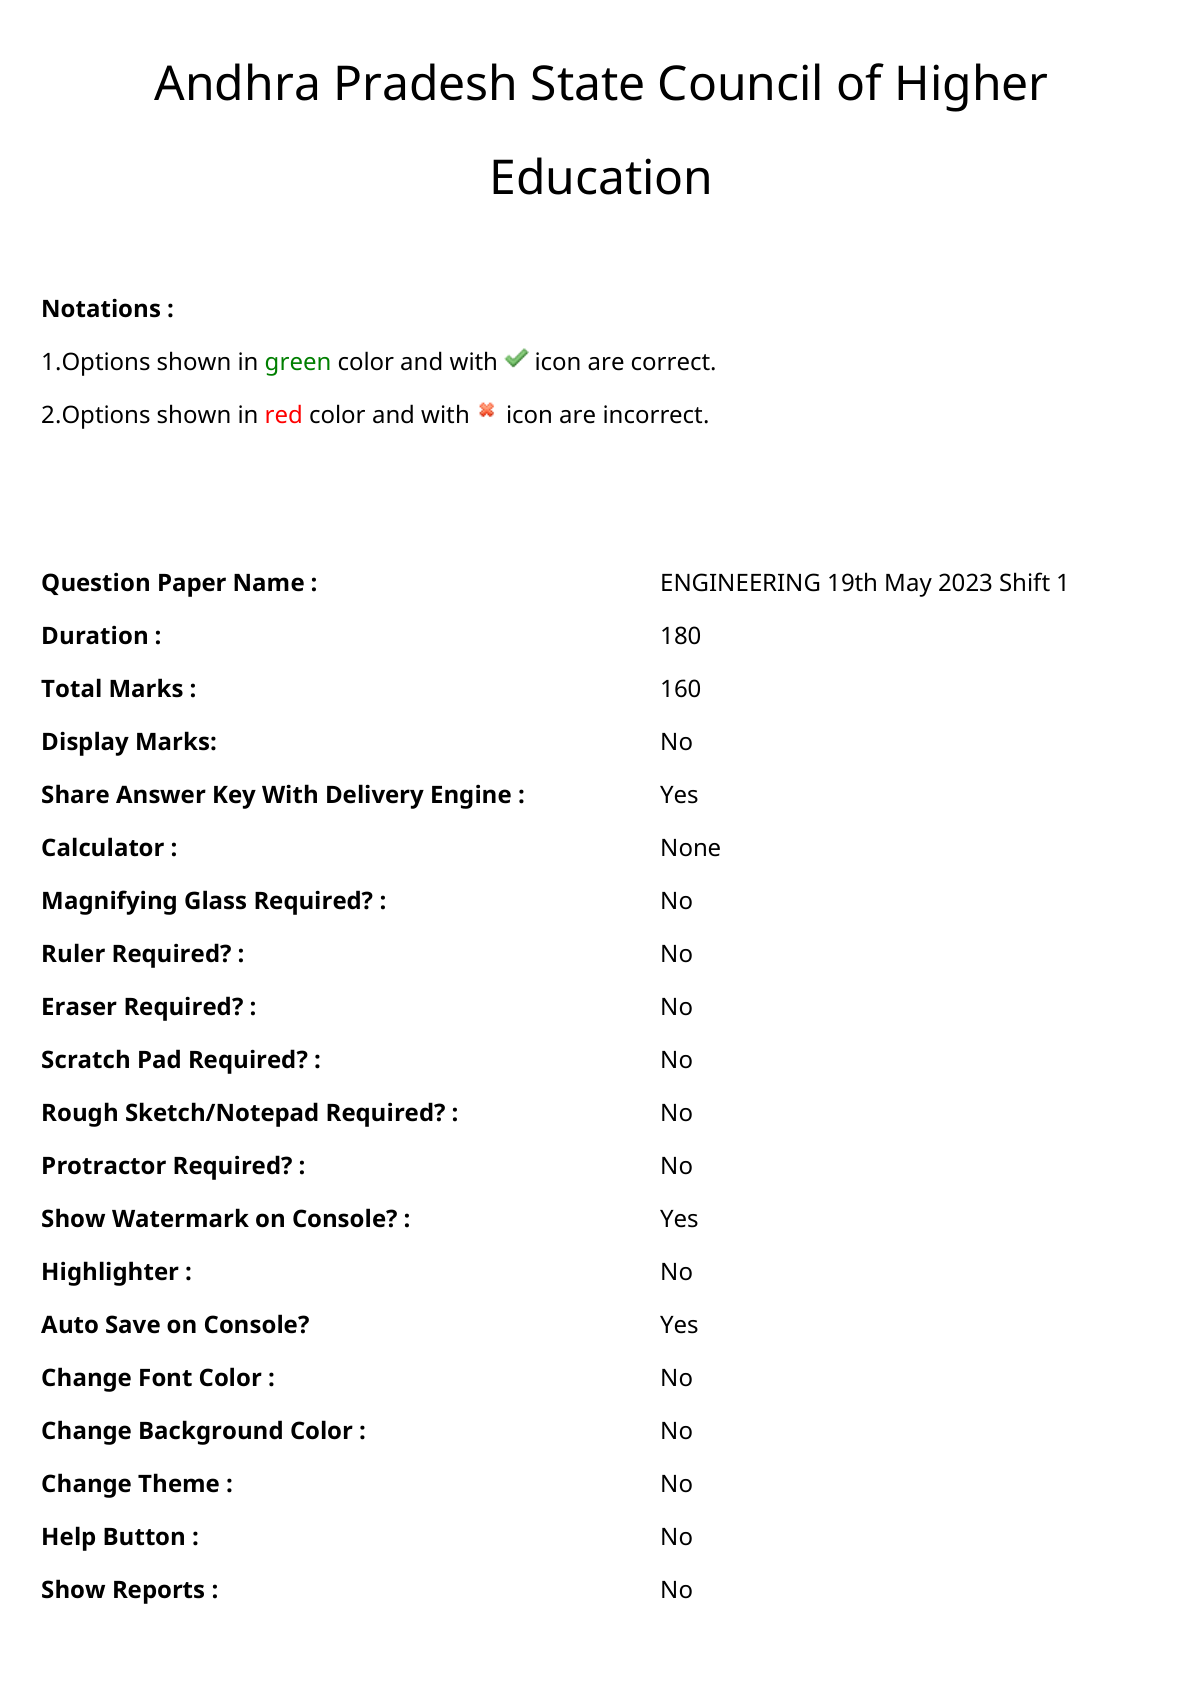 Andhra Pradesh State Council of Higher
Education
Notations :
1.Options shown in green color and with icon are correct.
2.Options shown in red color and with icon are incorrect.
Question Paper Name : ENGINEERING 19th May 2023 Shift 1
Duration : 180
Total Marks : 160
Display Marks: No
Share Answer Key With Delivery Engine : Yes
Calculator : None
Magnifying Glass Required? : No
Ruler Required? : No
Eraser Required? : No
Scratch Pad Required? : No
Rough Sketch/Notepad Required? : No
Protractor Required? : No
Show Watermark on Console? : Yes
Highlighter : No
Auto Save on Console? Yes
Change Font Color : No
Change Background Color : No
Change Theme : No
Help Button : No
Show Reports : No